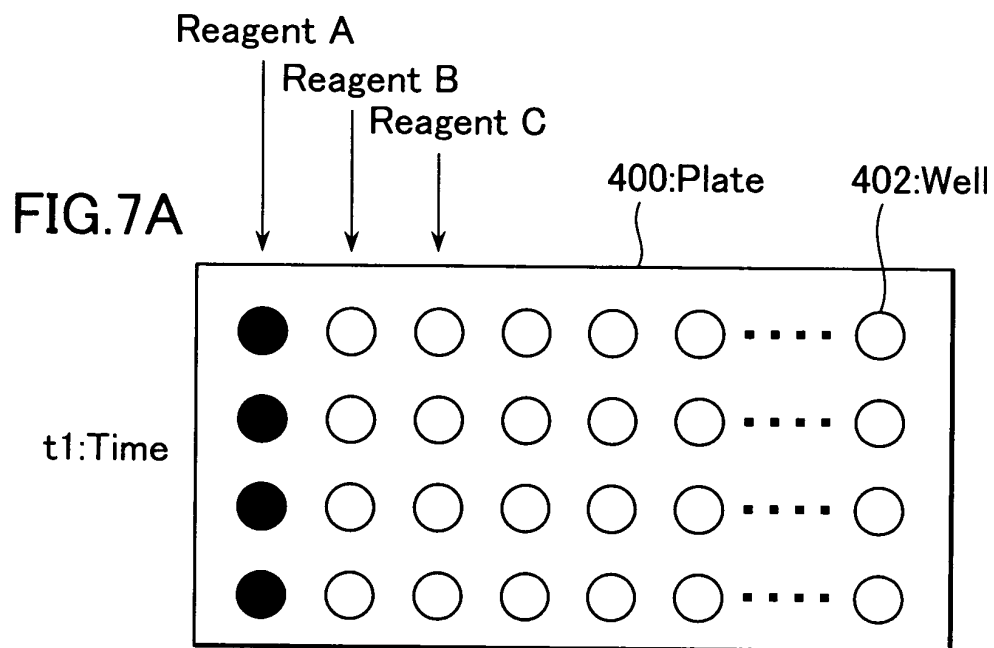 Reagent A
Reagent B
Reagent C
400:Plate
402:Well
FIG.7A
t1:Time